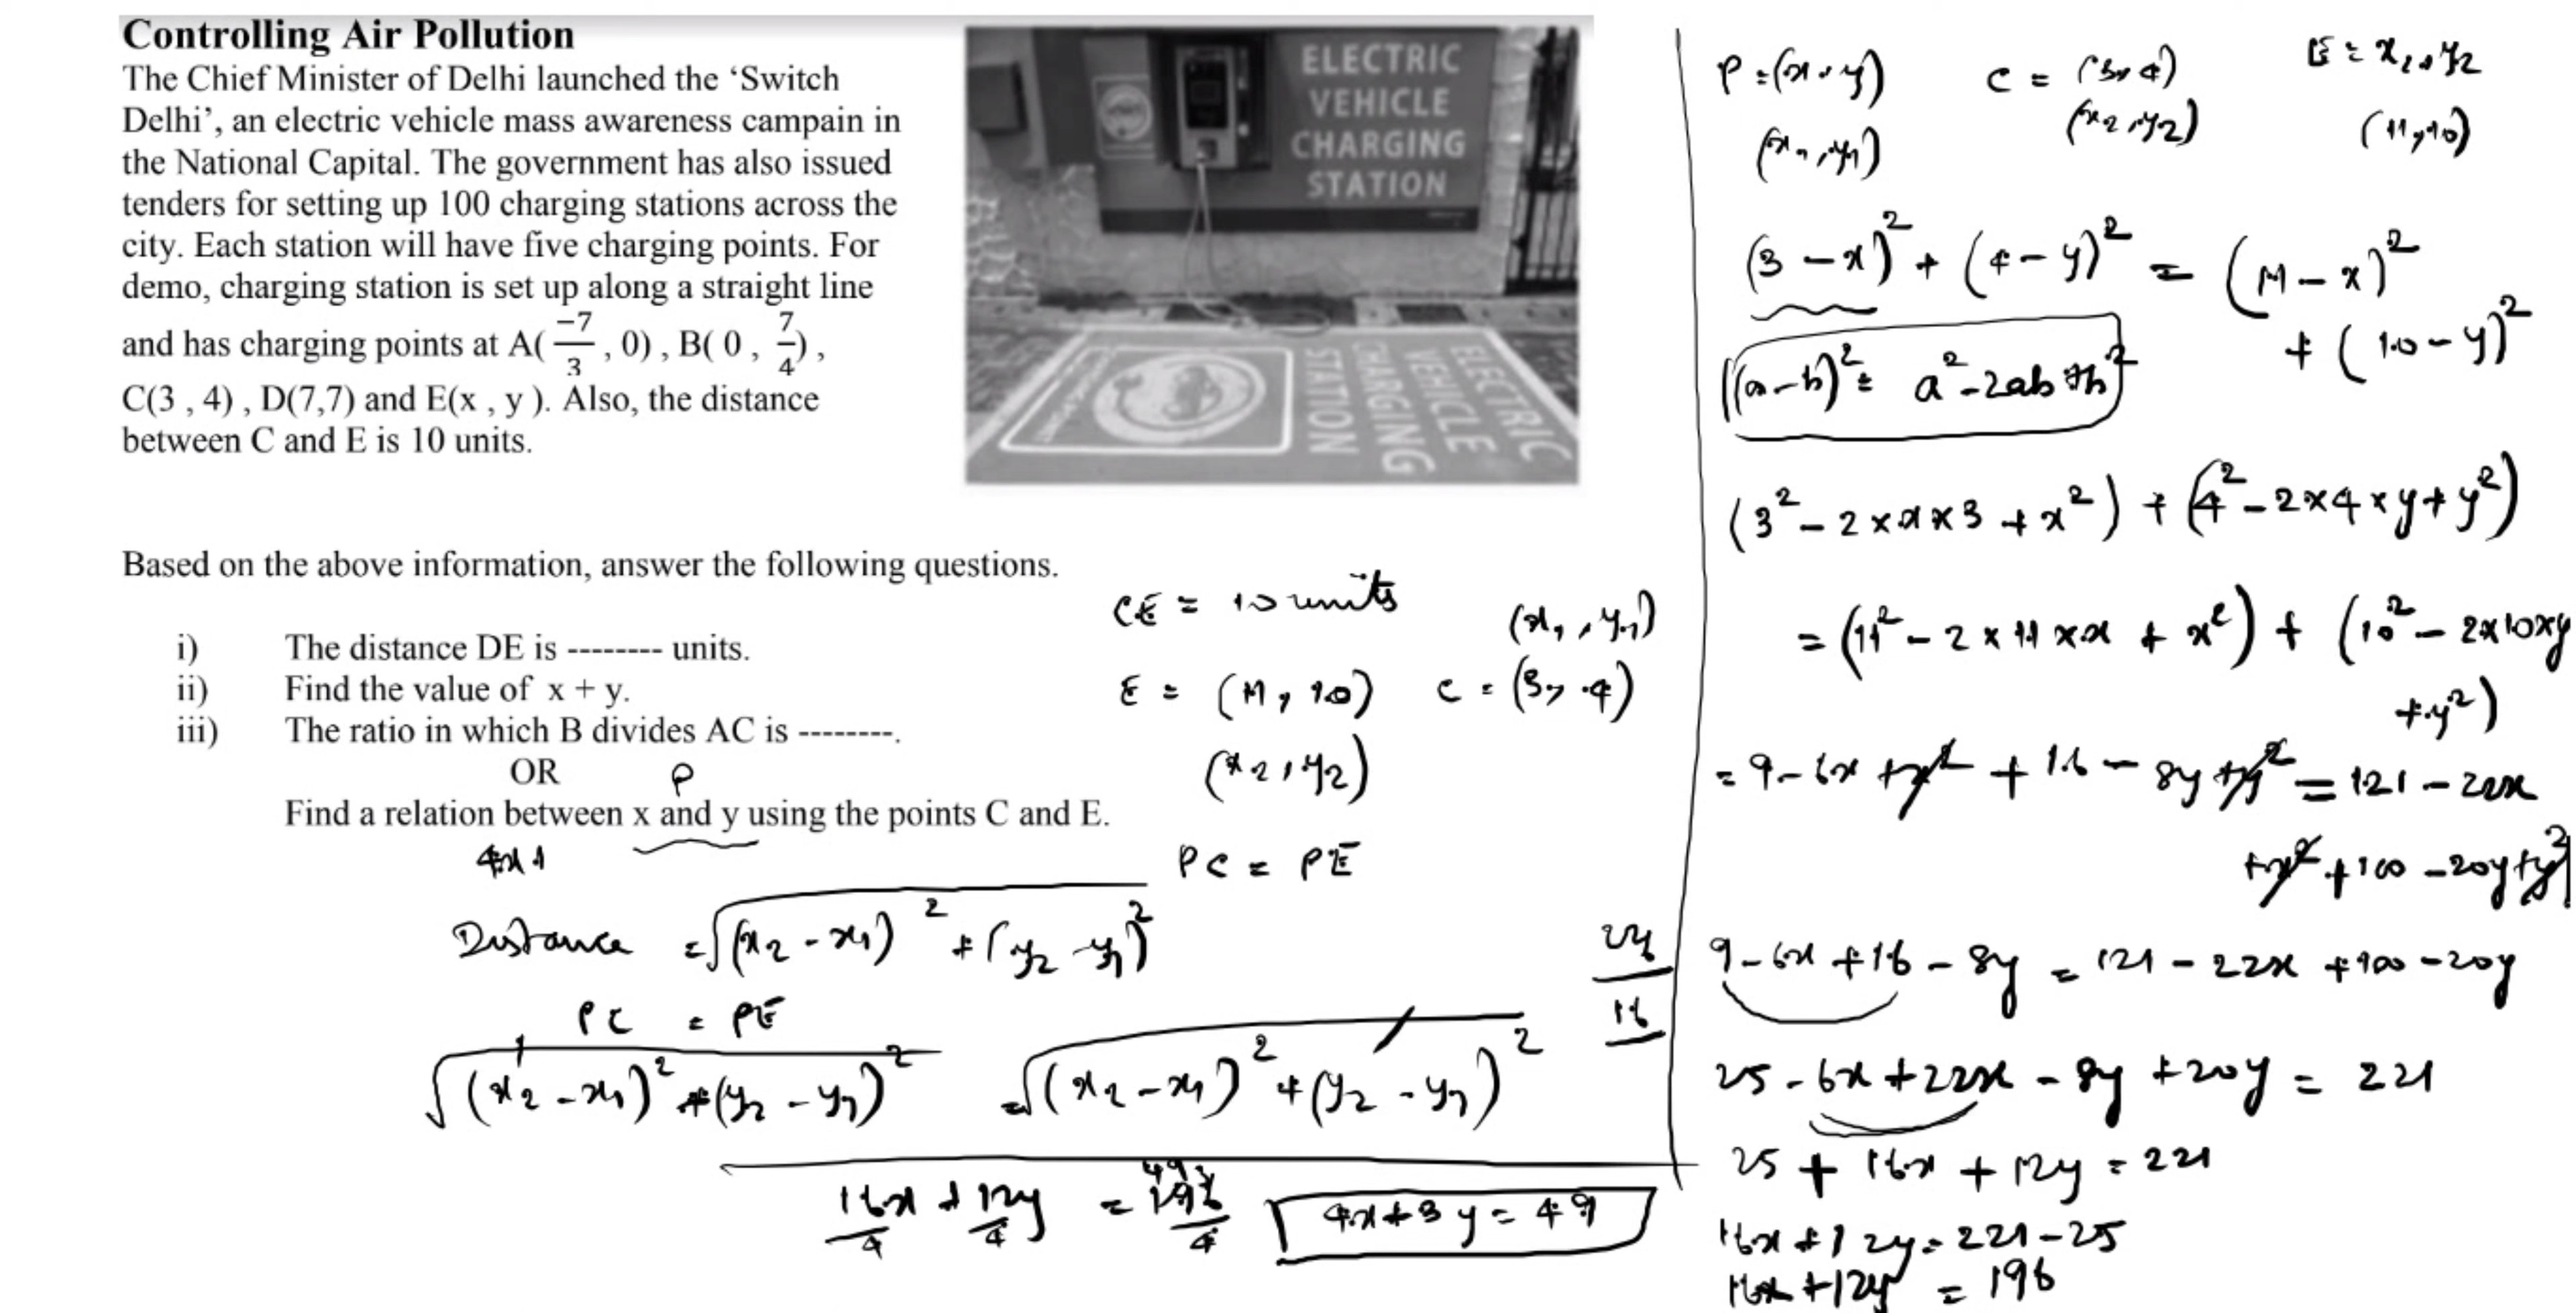 Controlling Air Pollution
The Chief Minister of Delhi launched the ‘Switch
Delhi’, an electric vehicle mass awareness campain in
the National Capital. The government has also issued
tenders for setting up 100 charging stations across the
city. Each station will have five charging points. For
demo, charging station is set up along a straight line
and has charging points at A(-7/3, 0) , B( 0 , 7/4) ,
C(3 , 4) , D(7,7) and E(x , y ). Also, the distance
between C and E is 10 units.
ELECTRIC
VEHICLE
CHARGING
STATION
ELECTRIC
VEHICLE
CHARGING
STATION
Based on the above information, answer the following questions.
i) The distance DE is -------- units.
ii) Find the value of x + y.
iii) The ratio in which B divides AC is --------.
OR
P
Find a relation between x and y using the points C and E.
4x+
CE = 10 units
(x₁, y₁)
E = (11, 10) C = (3, 4)
(x₂, y₂)
PC = PE
Distance = √(x₂ - x₁)² + (y₂ - y₁)²
PC = PE
√(x₂ - x₁)² + (y₂ - y₁)² = √(x₂ - x₁)² + (y₂ - y₁)²
16
16x/4 + 12y/4 = 196/4
49
4x + 3y = 49
P = (x, y) C = (3, 4) E = x₂, y₂
(x₁, y₁) (x₂, y₂) (11, 10)
(3 - x)² + (4 - y)² = (11 - x)²
+ (10 - y)²
(a - b)² = a² - 2ab + b²
(3² - 2 × x × 3 + x²) + (4² - 2 × 4 × y + y²)
= (11² - 2 × 11 × x + x²) + (10² - 2×10×y
+ y²)
= 9 - 6x + x² + 16 - 8y + y² = 121 - 22x
+ x² + 100 - 20y + y²
9 - 6x + 16 - 8y = 121 - 22x + 100 - 20y
25 - 6x + 22x - 8y + 20y = 221
25 + 16x + 12y = 221
16x + 12y = 221 - 25
16x + 12y = 196